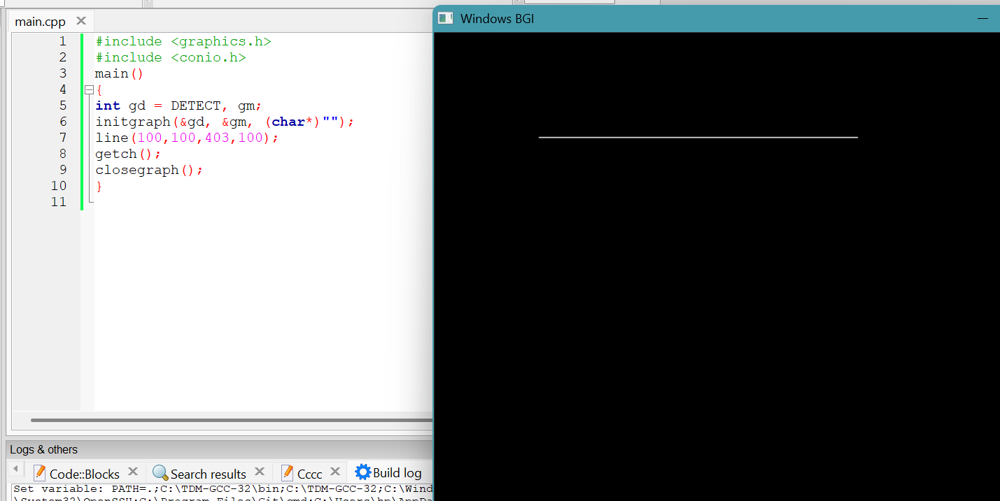 main.cpp
Windows BGI
1 #include <graphics.h>
2 #include <conio.h>
3 main()
4 {
5 int gd = DETECT, gm;
6 initgraph(&gd, &gm, (char*)"");
7 line(100,100,403,100);
8 getch();
9 closegraph();
10 }
11
Logs & others
Code::Blocks Search results Cccc Build log
Set variable: PATH=.;C:\TDM-GCC-32\bin;C:\TDM-GCC-32;C:\Wind
\System32\OpenSSH;C:\Program Files\Git\cmd;C:\Users\hp\AppDa